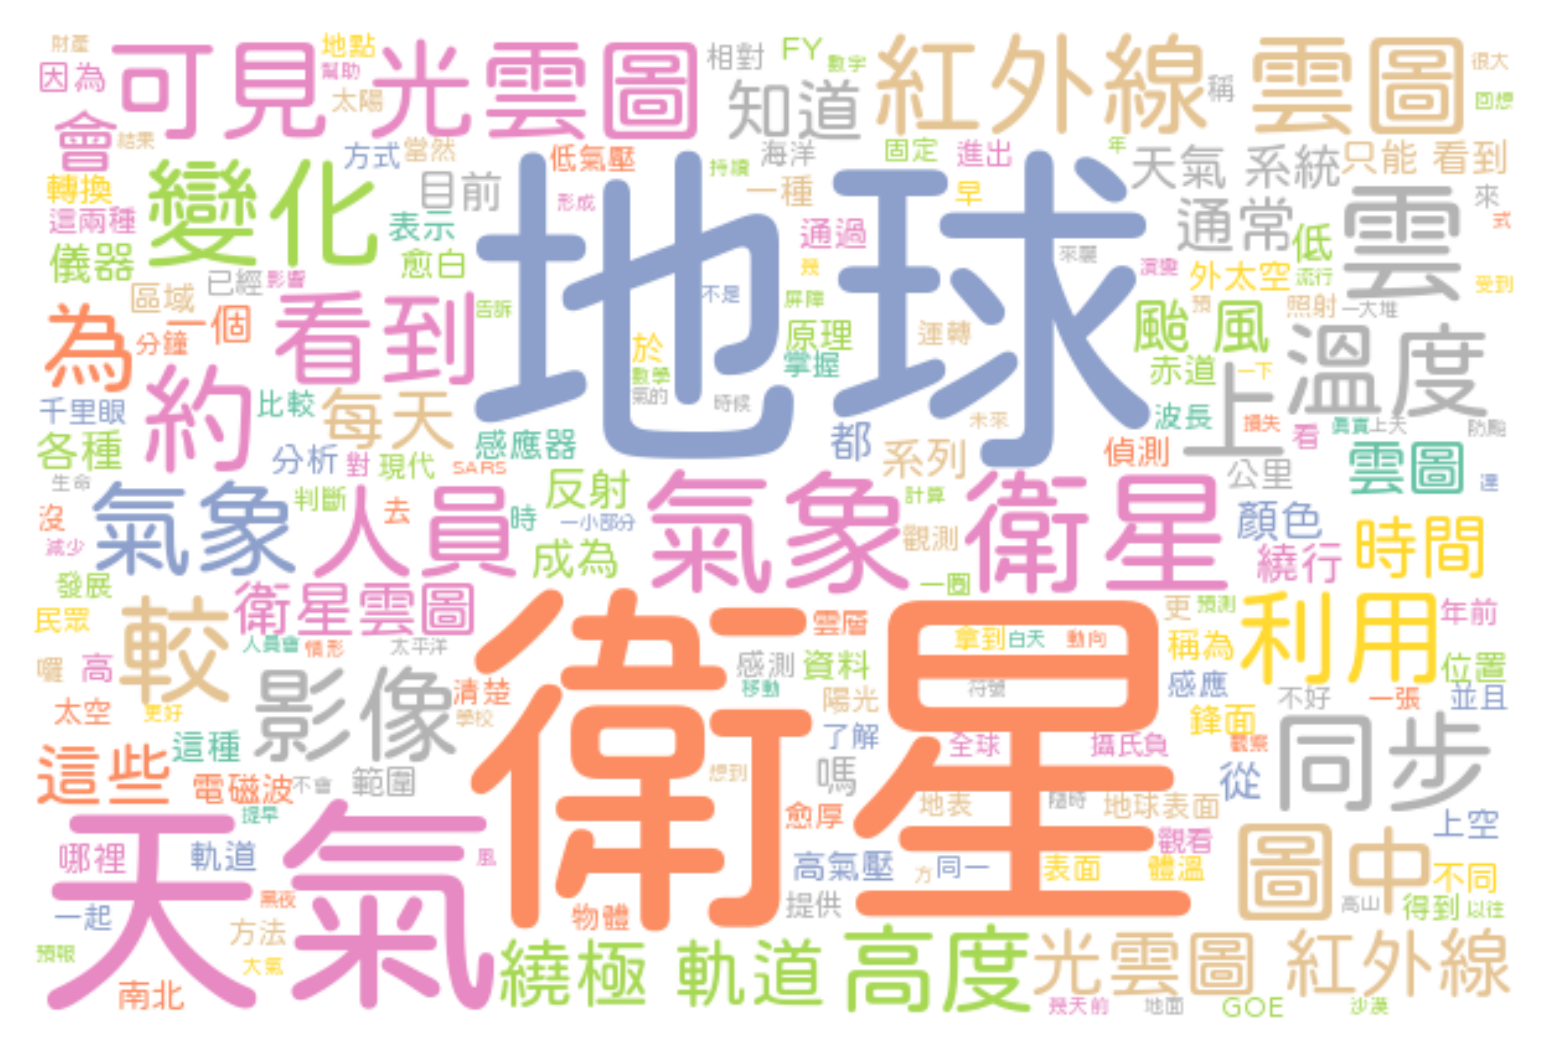 財產
可見光雲圖
地點
幫助
因為
太陽
相對
FY
數字
知道
紅外線 雲圖
稱
很大
回想
會
結果
方式
當然
低氣壓
持續
海洋
固定
進出
年
天氣 系統
只能 看到
轉換
變化
目前
形成
一種
早
通常
雲
來
式
這兩種
表示
地球
通過
來襲
演變
低
儀器
愈白
幾
外太空
流行
受到
區域
已經
影響
不是
屏障
預
照射
一大堆
為
一個
看到
告訴
原理
運轉
颱風
溫度
分鐘
於
掌握
赤道
一下
約
數學
上
千里眼
比較
每天
氣的
時候
未來
波長
損失
看
真實
上天
防颱
各種
感應器
都
系列
偵測
雲圖
分析
對
現代
SARS
公里
生命
氣象
判斷
人員
去
反射
氣象衛星
計算
達
沒
時
一小部分
觀測
顏色
時間
減少
成為
繞行
發展
衛星雲圖
一圈
民眾
較
衛星
雲層
更
預測
利用
年前
人員會
情形
太平洋
拿到
白天
動向
稱為
囉
高
影像
感測
資料
位置
清楚
移動
符號
感應
不好
一張
並且
太空
更好
學校
陽光
鋒面
同步
這些
這種
了解
全球
攝氏負
觀察
電磁波
不會
範圍
想到
嗎
從
提早
愈厚
地表
隨時
地球表面
上空
天氣
哪裡
軌道
風
觀看
圖中
高氣壓
方
同一
表面
體溫
不同
黑夜
一起
物體
提供
高山
得到
以往
方法
預報
大氣
繞極 軌道
高度
光雲圖 紅外線
南北
幾天前
地面
GOE
沙漠